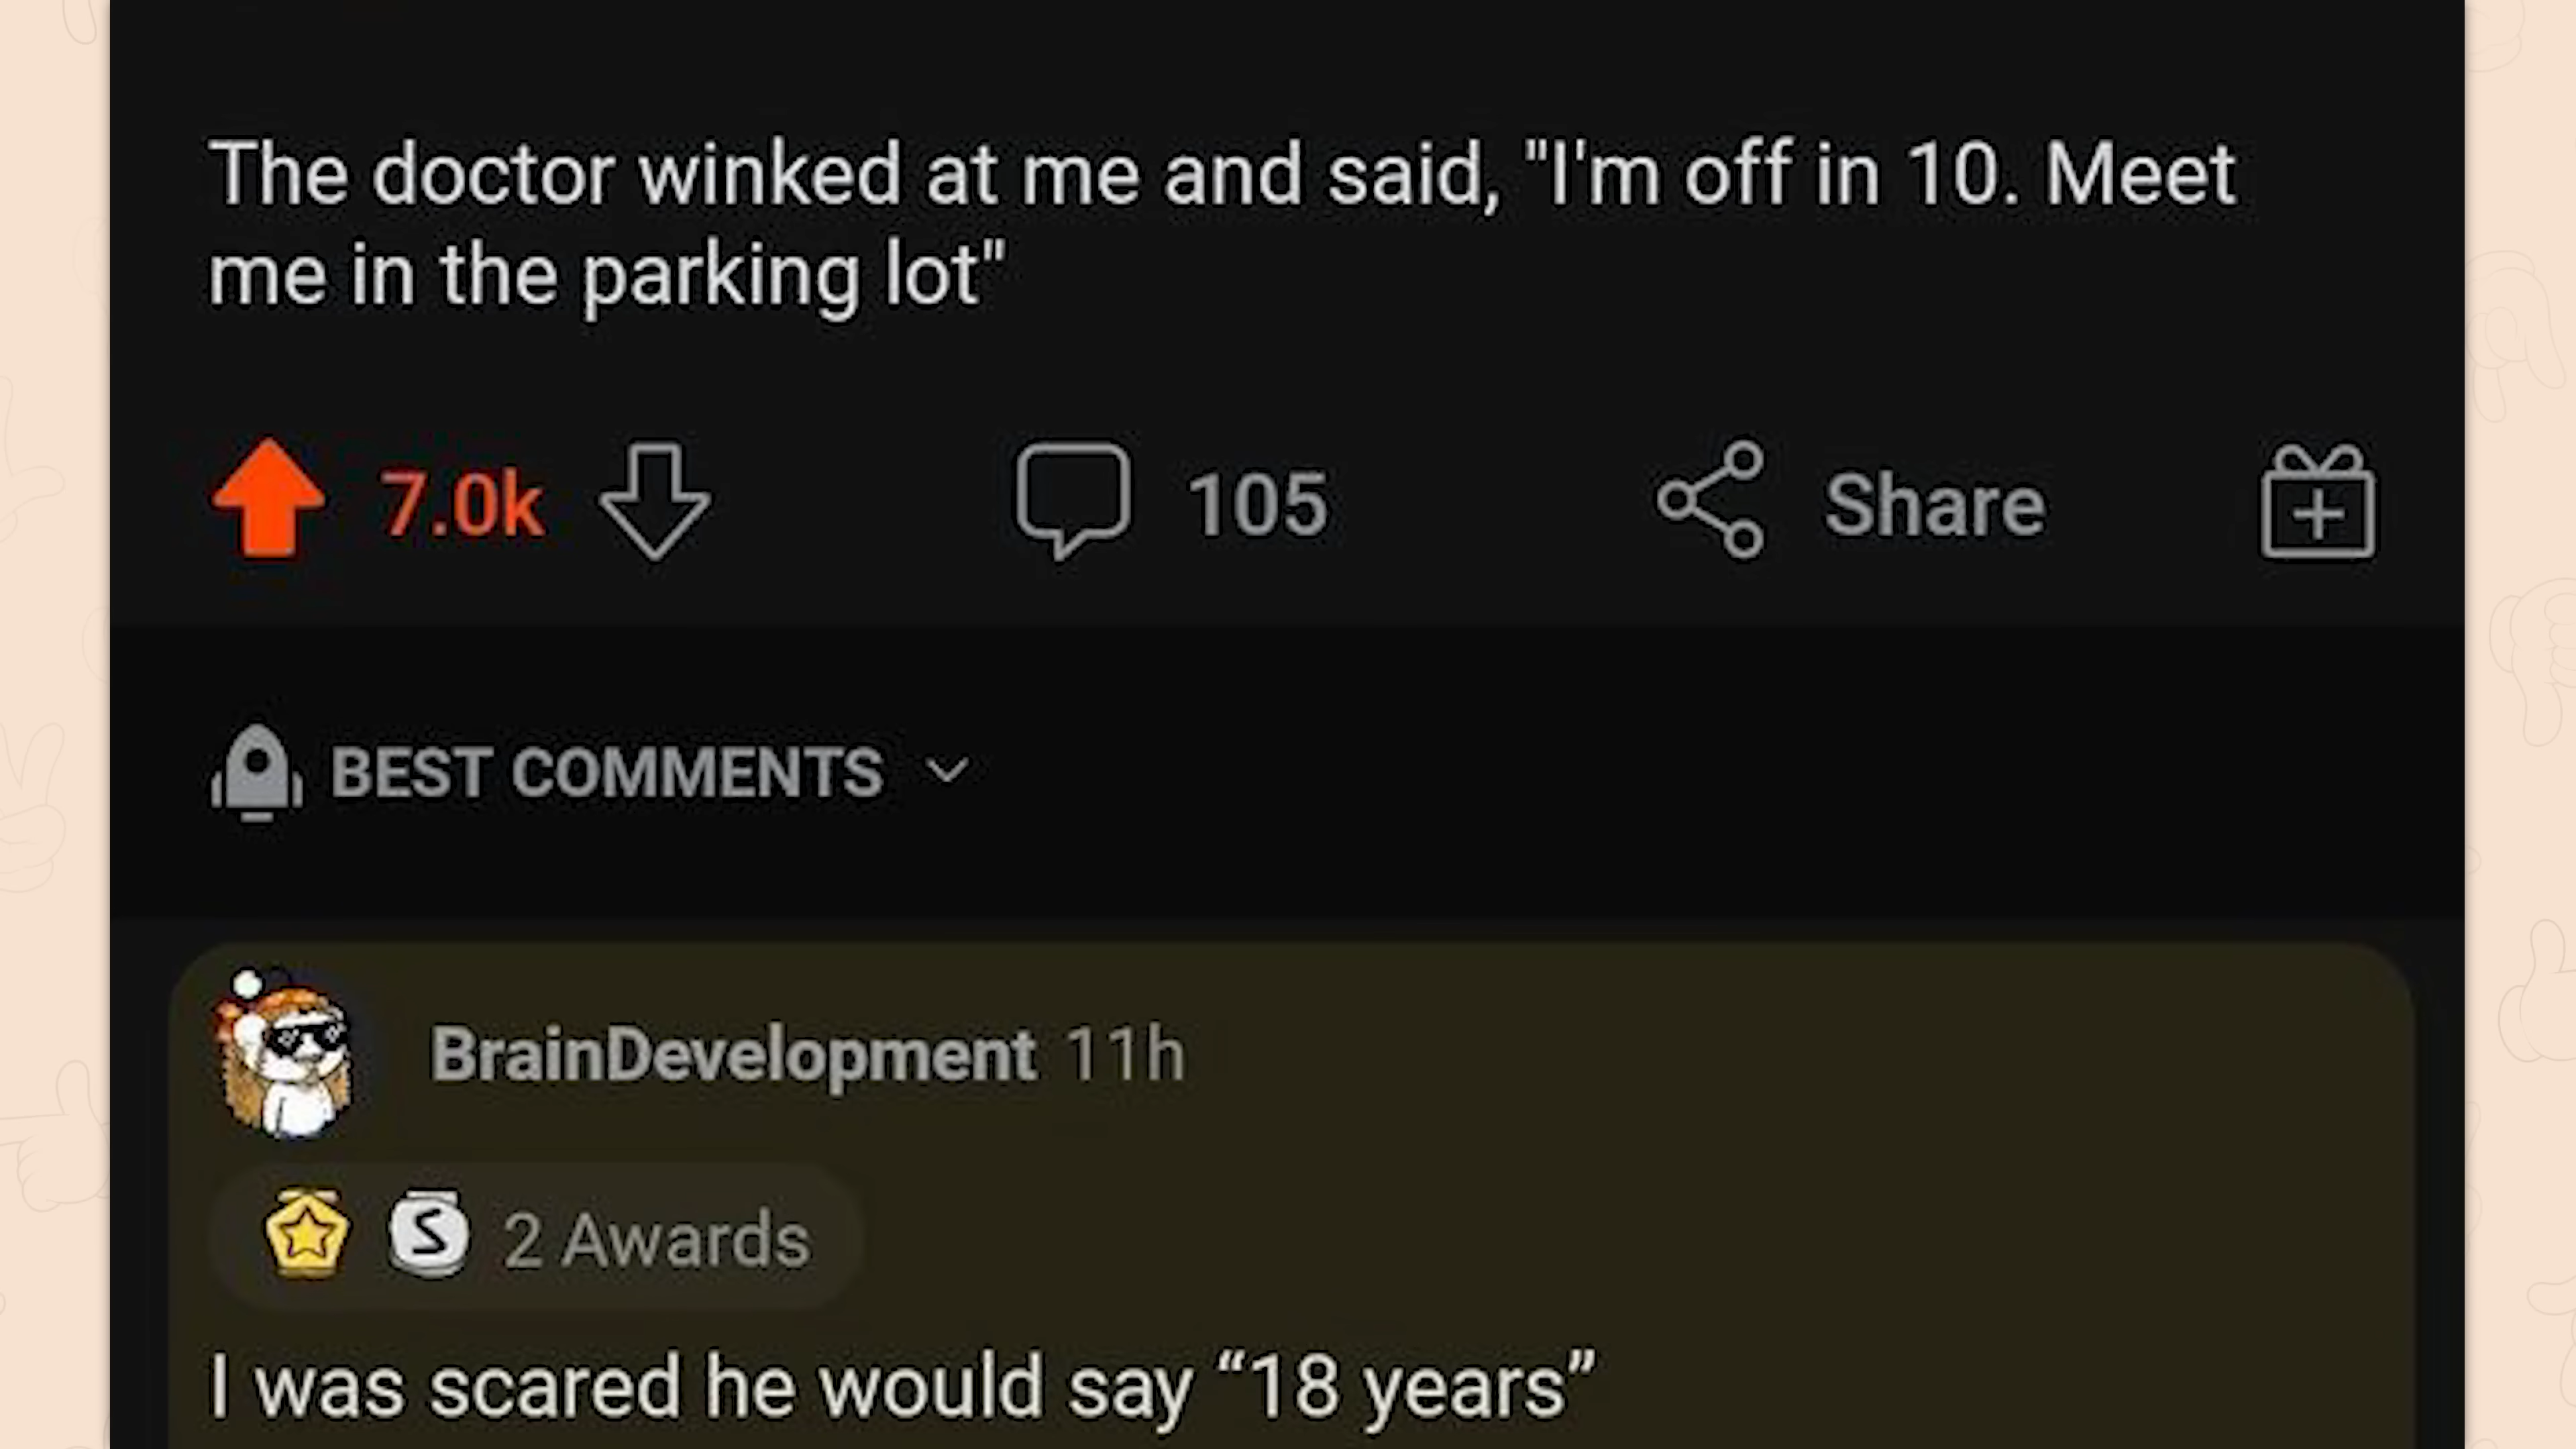 The doctor winked at me and said, "I'm off in 10. Meet
me in the parking lot"
7.0k 105 Share
BEST COMMENTS
BrainDevelopment 11h
S 2 Awards
I was scared he would say “18 years”